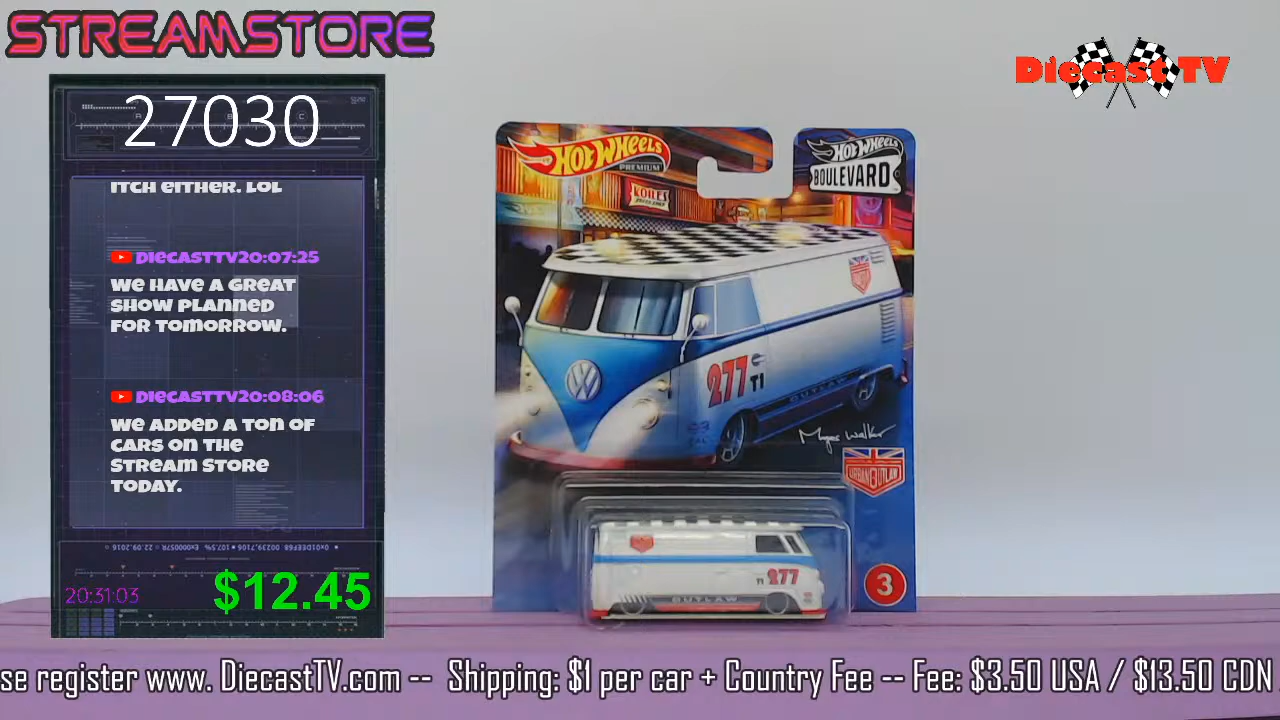 STREAMSTORE
Diecast TV
27030
ITCH EITHER. LOL
DIECASTTV20:07:25
WE HAVE A GREAT
SHOW PLANNED
FOR TOMORROW.
DIECASTTV20:08:06
WE ADDED A TON OF
CARS ON THE
STREAM STORE
TODAY.
20:31:03
$12.45
HOT WHEELS
PREMIUM
HOT WHEELS
BOULEVARD
277
T1
OUTLAW
Magnus Walker
URBAN OUTLAW
T1 277
OUTLAW
3
se register www. DiecastTV.com -- Shipping: $1 per car + Country Fee -- Fee: $3.50 USA / $13.50 CDN